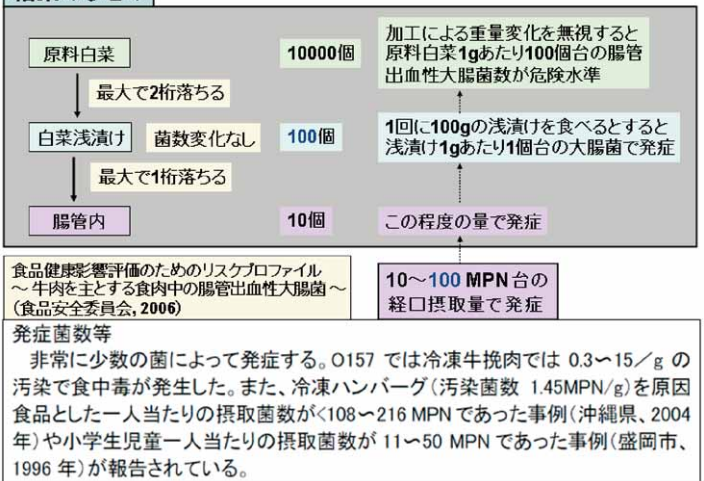 原料白菜 10000個 加工による重量変化を無視すると
原料白菜1gあたり100個台の腸管
出血性大腸菌数が危険水準
最大で2桁落ちる
白菜浅漬け 菌数変化なし 100個 1回に100gの浅漬けを食べるとすると
浅漬け1gあたり1個台の大腸菌で発症
最大で1桁落ちる
腸管内 10個 この程度の量で発症
食品健康影響評価のためのリスクプロファイル
~ 牛肉を主とする食肉中の腸管出血性大腸菌 ~
(食品安全委員会, 2006)
10~100 MPN 台の
経口摂取量で発症
発症菌数等
非常に少数の菌によって発症する。O157 では冷凍牛挽肉では 0.3~15/g の
汚染で食中毒が発生した。また、冷凍ハンバーグ(汚染菌数 1.45MPN/g)を原因
食品とした一人当たりの摂取菌数が<108~216 MPN であった事例(沖縄県、2004
年)や小学生児童一人当たりの摂取菌数が 11~50 MPN であった事例(盛岡市、
1996 年)が報告されている。